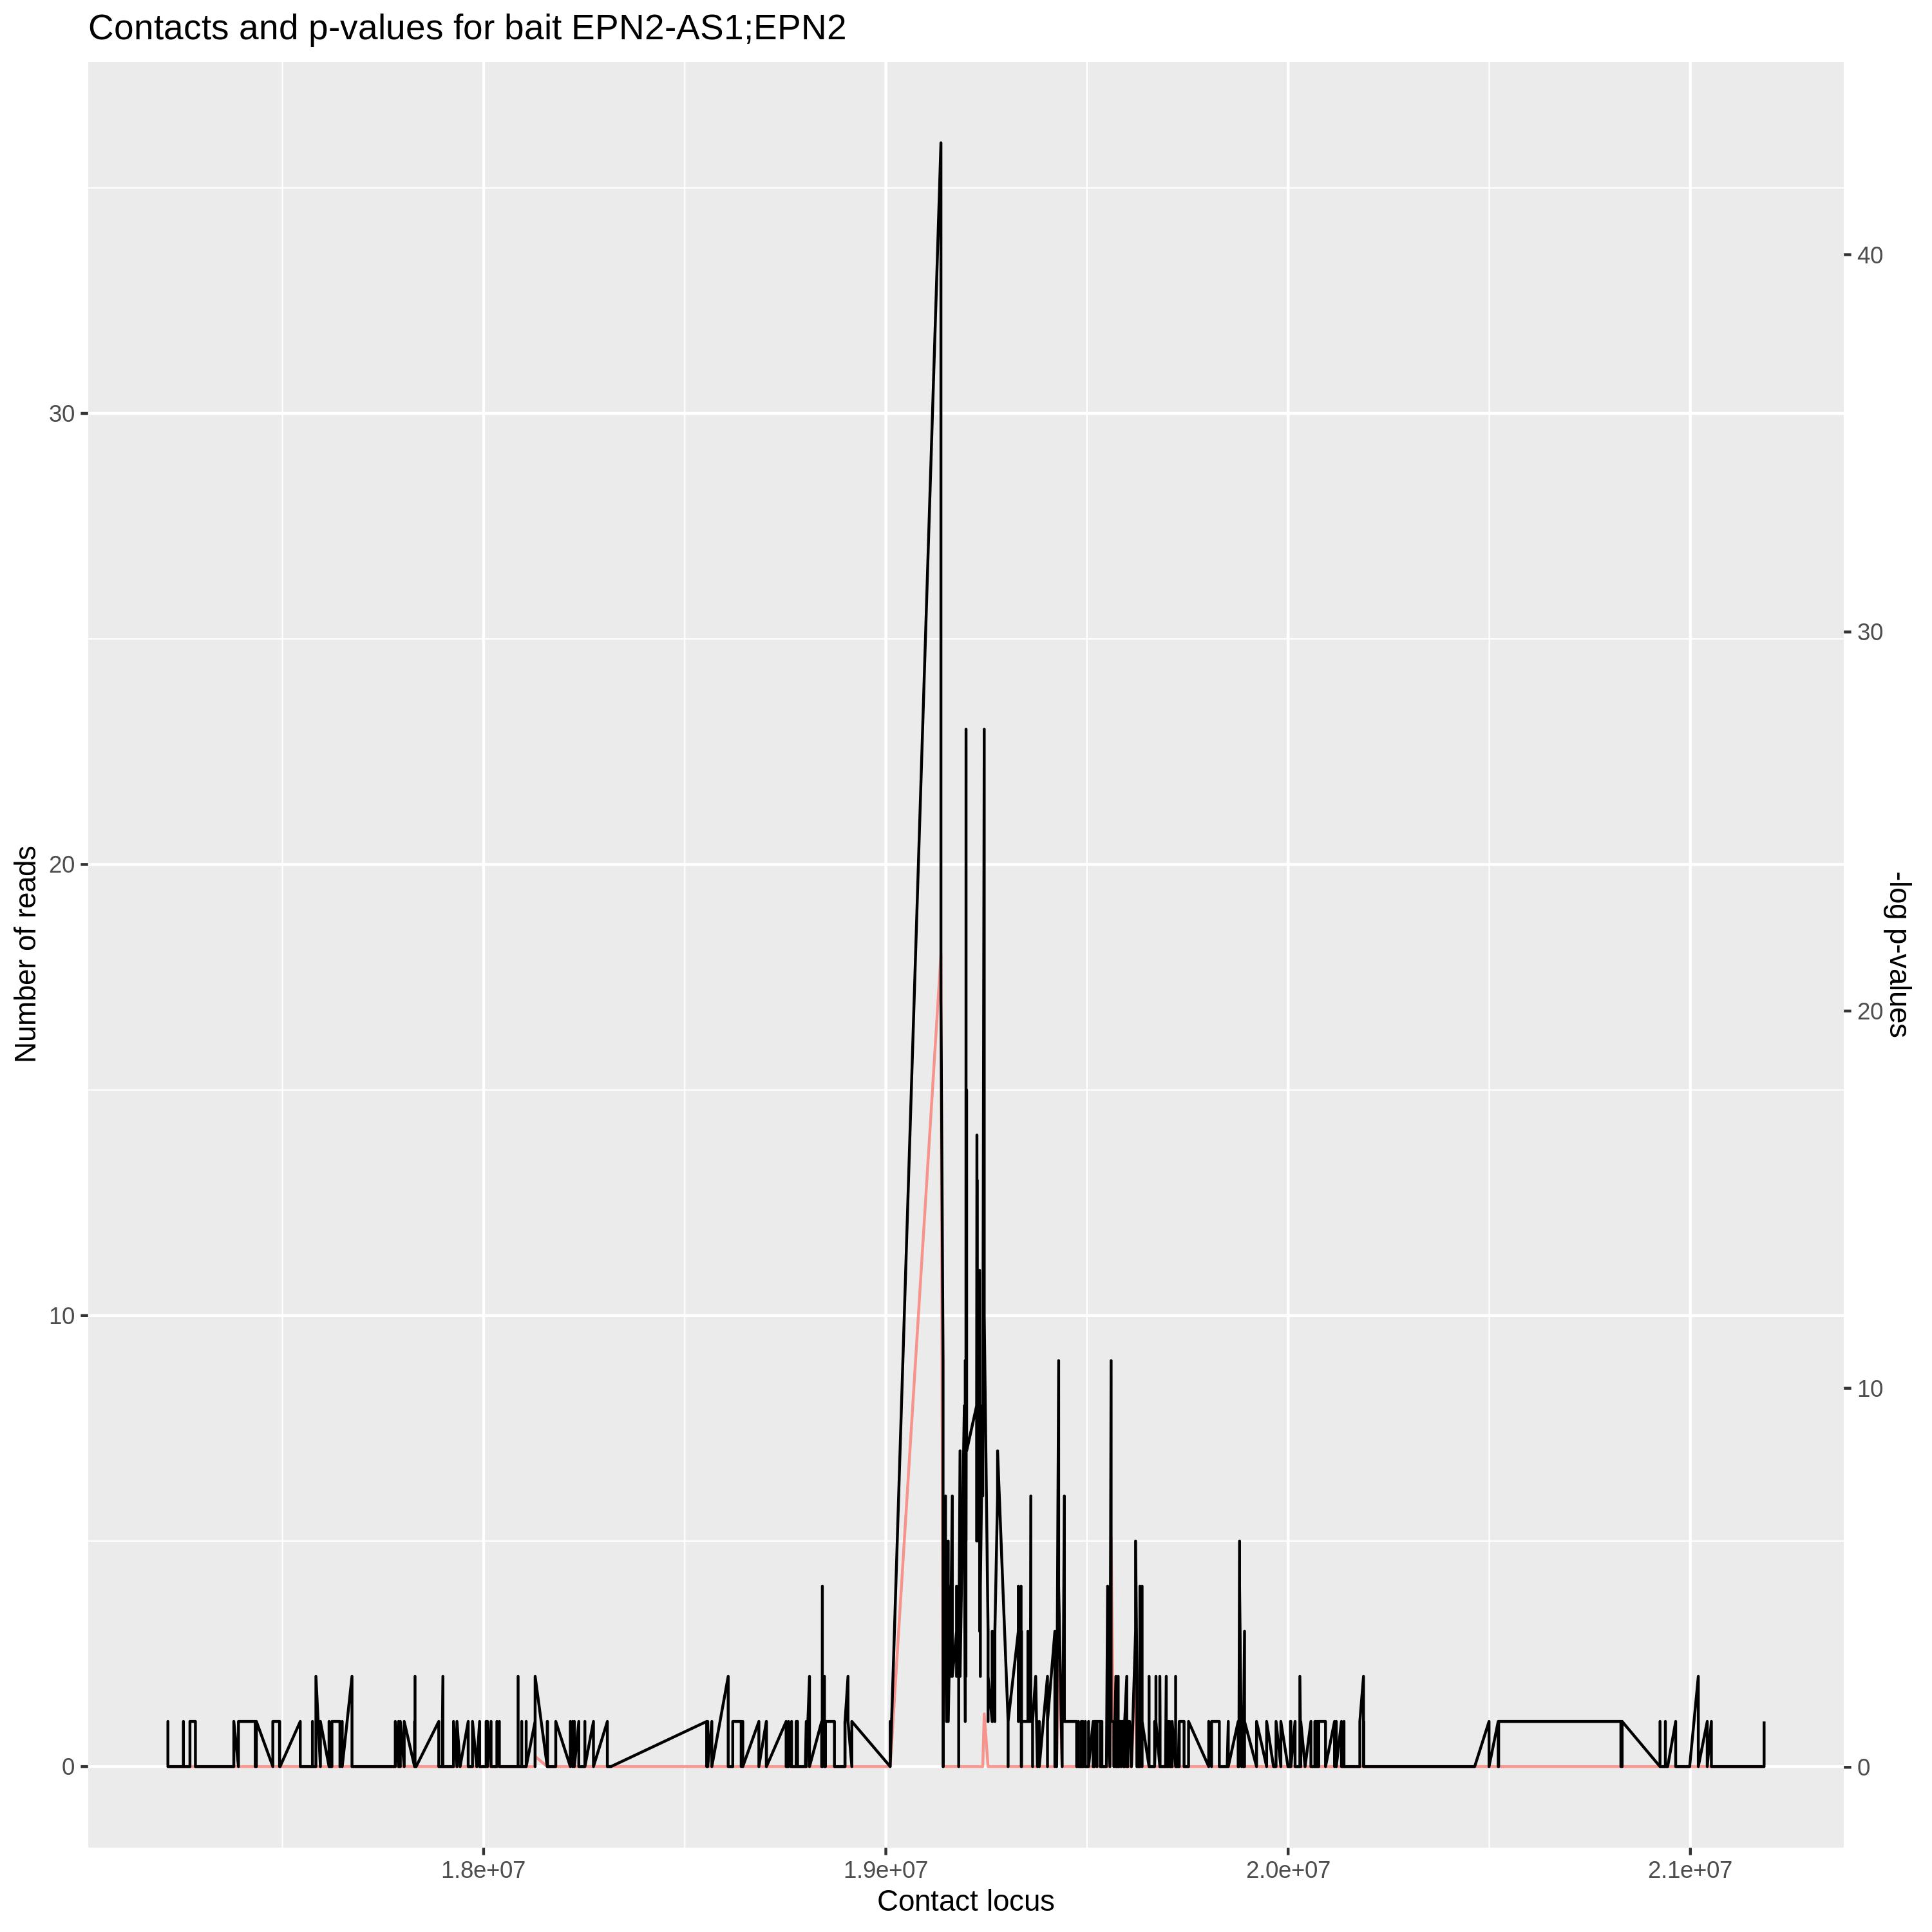 Contacts and p-values for bait EPN2-AS1;EPN2
Number of reads
30
20
10
0
40
30
20
10
0
-log p-values
1.8e+07
1.9e+07
2.0e+07
2.1e+07
Contact locus